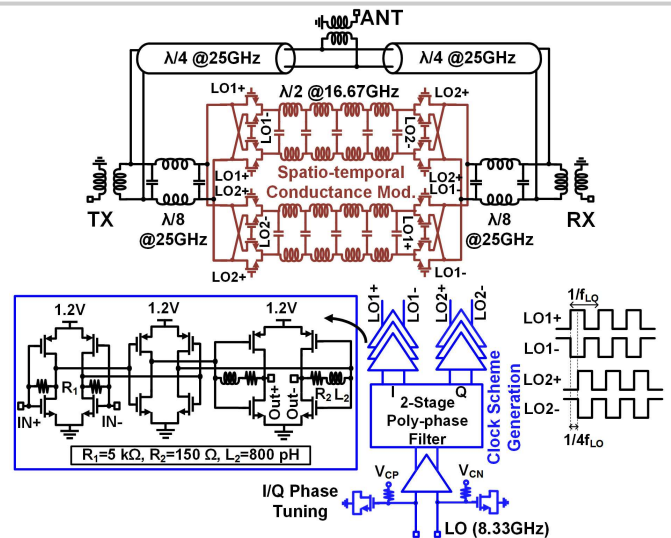 ANT
λ/4 @25GHz
λ/4 @25GHz
λ/2 @16.67GHz
LO1+
LO2+
LO1-
LO2-
LO1+
LO2+
Spatio-temporal
Conductance Mod.
LO2+
LO1-
TX
λ/8
@25GHz
LO2-
LO1+
λ/8
@25GHz
RX
LO2+
LO1-
1.2V
1.2V
1.2V
R1
IN+
IN-
Out+
Out-
R2 L2
R1=5 kΩ, R2=150 Ω, L2=800 pH
LO1+
LO1-
LO2+
LO2-
I
Q
2-Stage
Poly-phase
Filter
Clock Scheme
Generation
VCP
VCN
I/Q Phase
Tuning
LO (8.33GHz)
1/fLO
LO1+
LO1-
LO2+
LO2-
1/4fLO